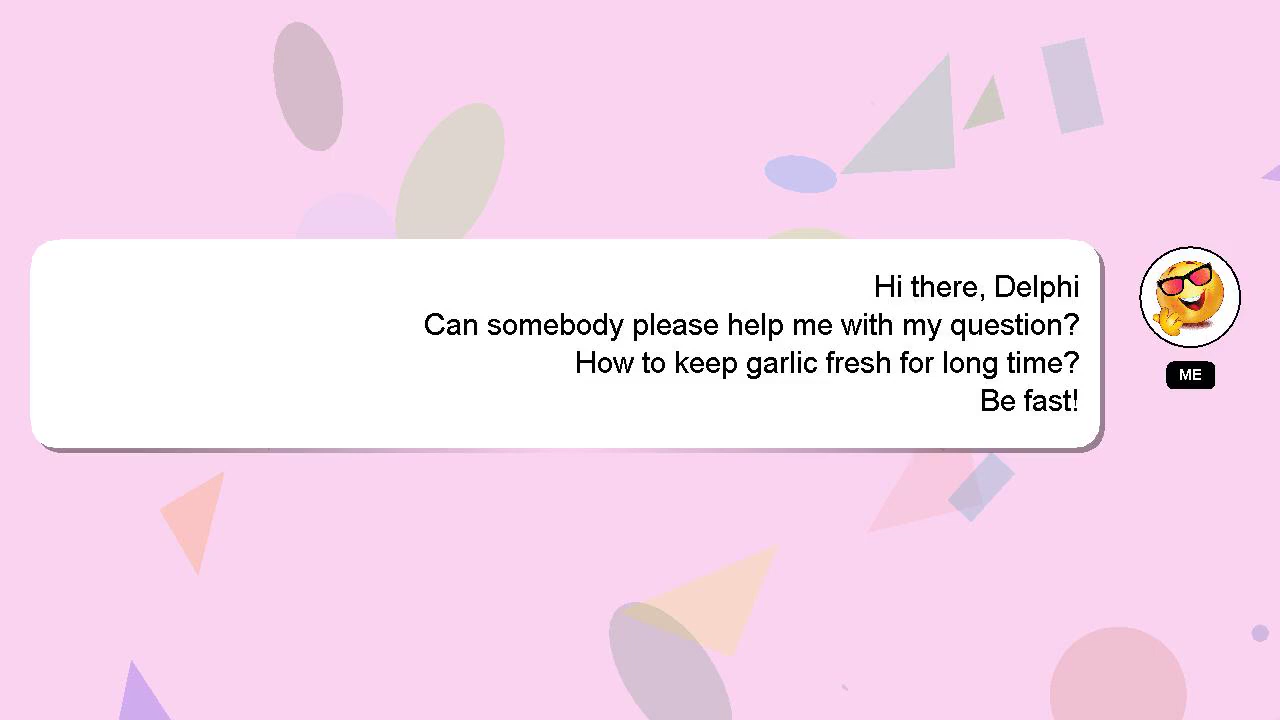 Hi there, Delphi
Can somebody please help me with my question?
How to keep garlic fresh for long time?
Be fast!
ME